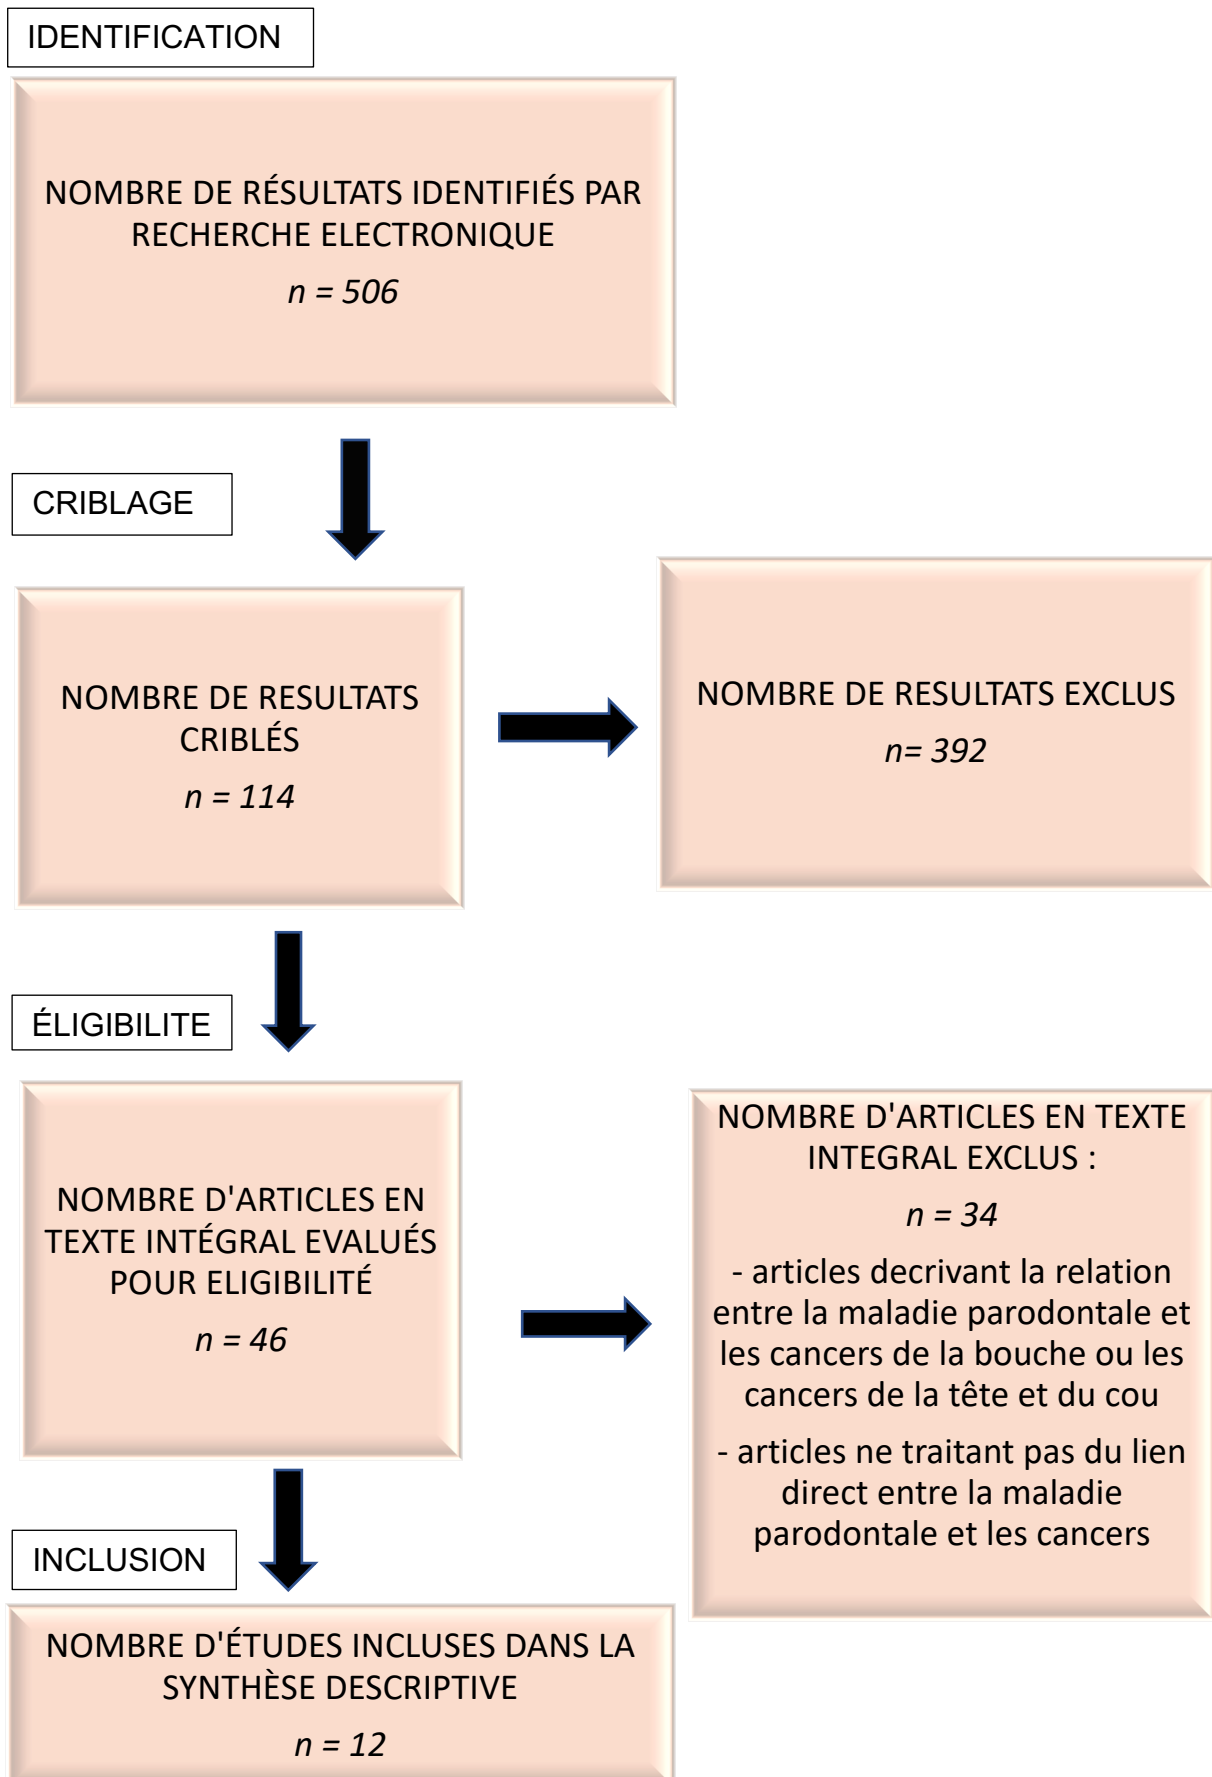 IDENTIFICATION
NOMBRE DE RÉSULTATS IDENTIFIÉS PAR
RECHERCHE ELECTRONIQUE
n = 506
CRIBLAGE
NOMBRE DE RESULTATS
CRIBLÉS
n = 114
NOMBRE DE RESULTATS EXCLUS
n= 392
ÉLIGIBILITE
NOMBRE D'ARTICLES EN
TEXTE INTÉGRAL EVALUÉS
POUR ELIGIBILITÉ
n = 46
NOMBRE D'ARTICLES EN TEXTE
INTEGRAL EXCLUS :
n = 34
- articles decrivant la relation
entre la maladie parodontale et
les cancers de la bouche ou les
cancers de la tête et du cou
- articles ne traitant pas du lien
direct entre la maladie
parodontale et les cancers
INCLUSION
NOMBRE D'ÉTUDES INCLUSES DANS LA
SYNTHÈSE DESCRIPTIVE
n = 12